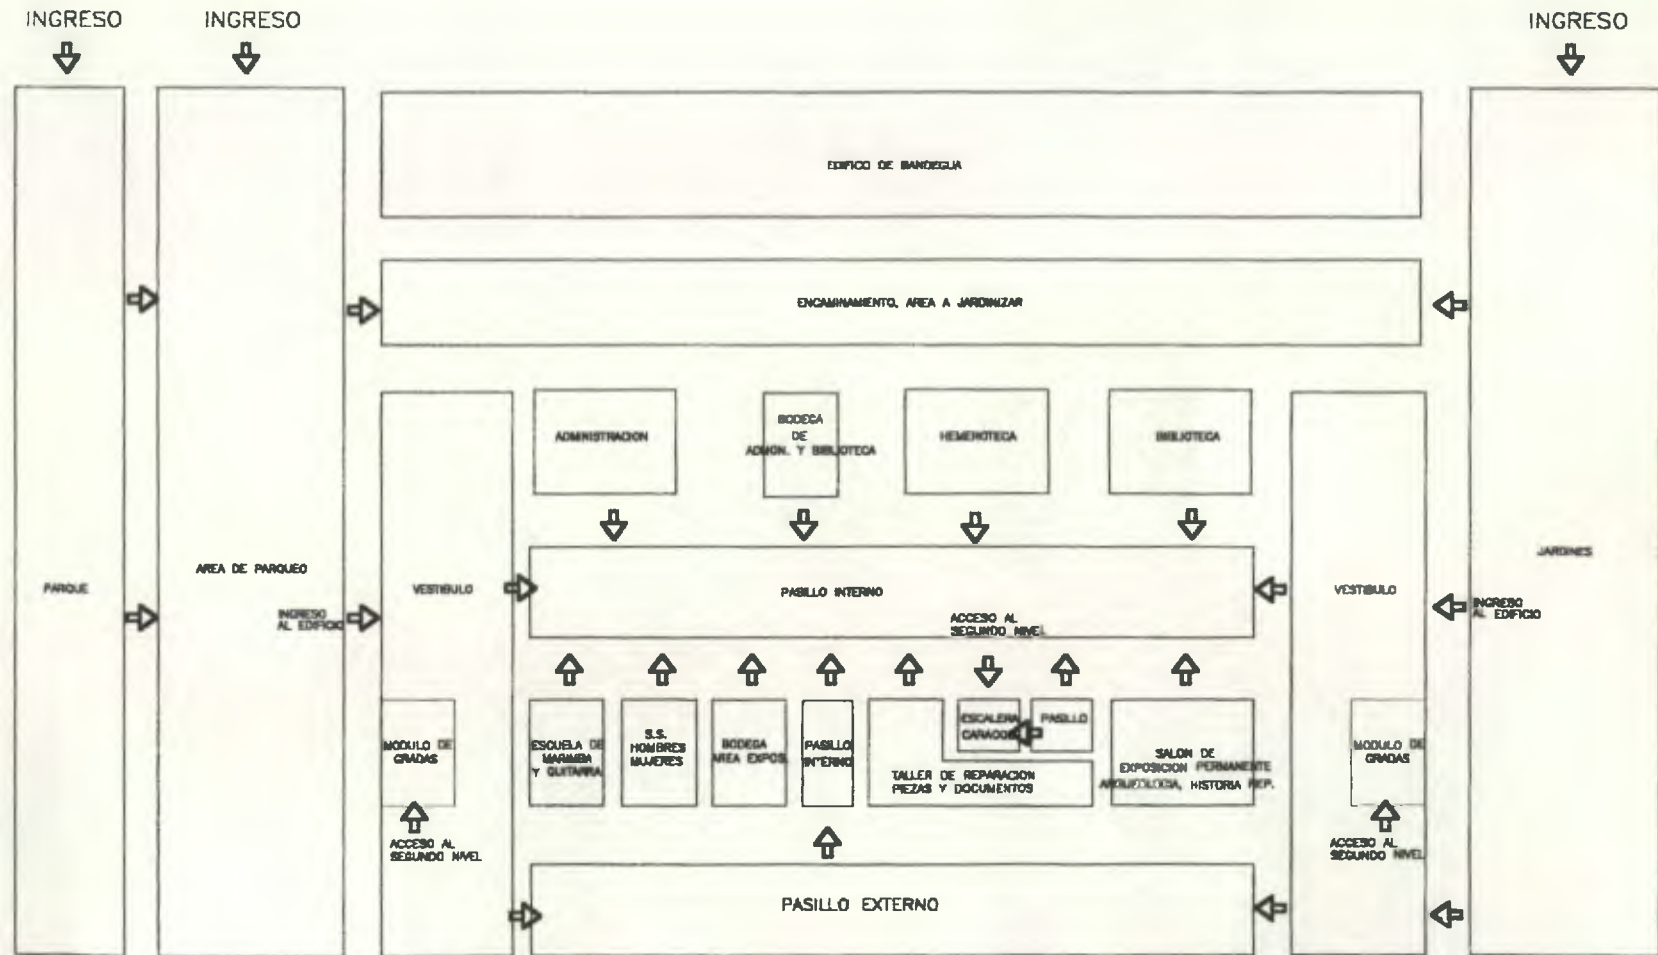 INGRESO
INGRESO
INGRESO
EDIFICO DE BANDEGUA
ENCAMINAMIENTO, AREA A JARDINIZAR
ADMINISTRACION
BODEGA
DE
ADMON. Y BIBLIOTECA
HEMEROTECA
BIBLIOTECA
PARQUE
AREA DE PARQUEO
INGRESO
AL EDIFICIO
VESTIBULO
PASILLO INTERNO
ACCESO AL
SEGUNDO NIVEL
VESTIBULO
INGRESO
AL EDIFICIO
JARDINES
MODULO DE
GRADAS
ESCUELA DE
MARIMBA
Y GUITARRA
S.S.
HOMBRES
MUJERES
BODEGA
AREA EXPOS.
PASILLO
INTERNO
TALLER DE REPARACION
PIEZAS Y DOCUMENTOS
ESCALERA
CARACOL
PASILLO
SALON DE
EXPOSICION PERMANENTE
ARQUEOLOGIA, HISTORIA REP.
MODULO DE
GRADAS
ACCESO AL
SEGUNDO NIVEL
ACCESO AL
SEGUNDO NIVEL
PASILLO EXTERNO